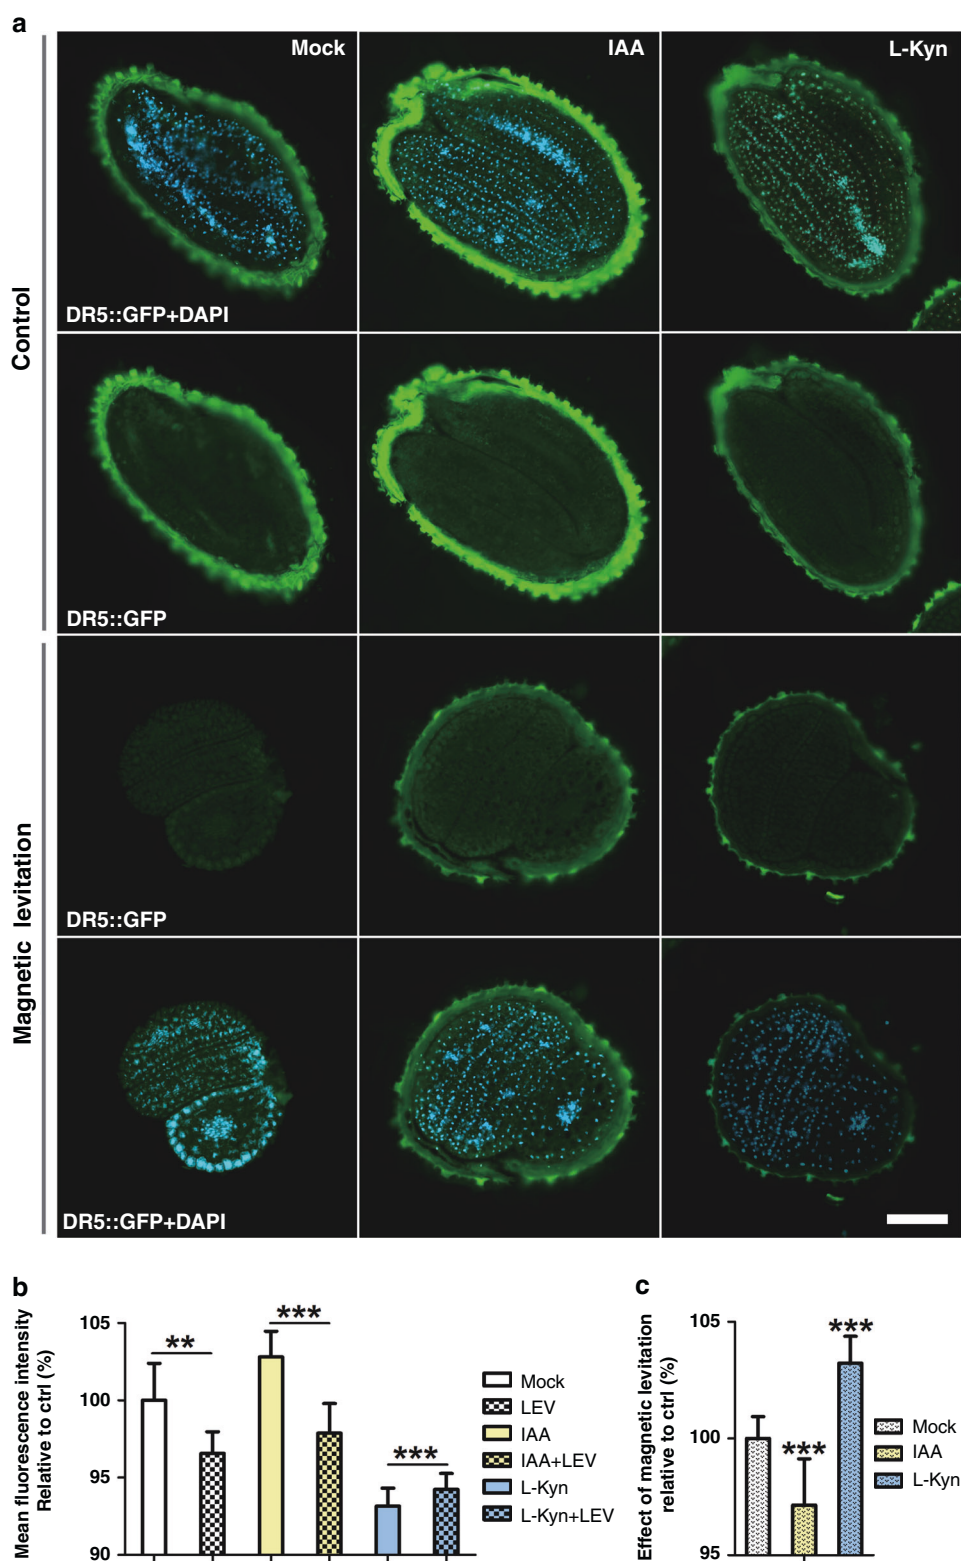 a
Mock
IAA
L-Kyn
Control
DR5::GFP+DAPI
DR5::GFP
Magnetic levitation
DR5::GFP
DR5::GFP+DAPI
b
Mean fluorescence intensity
Relative to ctrl (%)
105
100
95
90
**
***
***
Mock
LEV
IAA
IAA+LEV
L-Kyn
L-Kyn+LEV
c
Effect of magnetic levitation
relative to ctrl (%)
105
100
95
***
***
Mock
IAA
L-Kyn